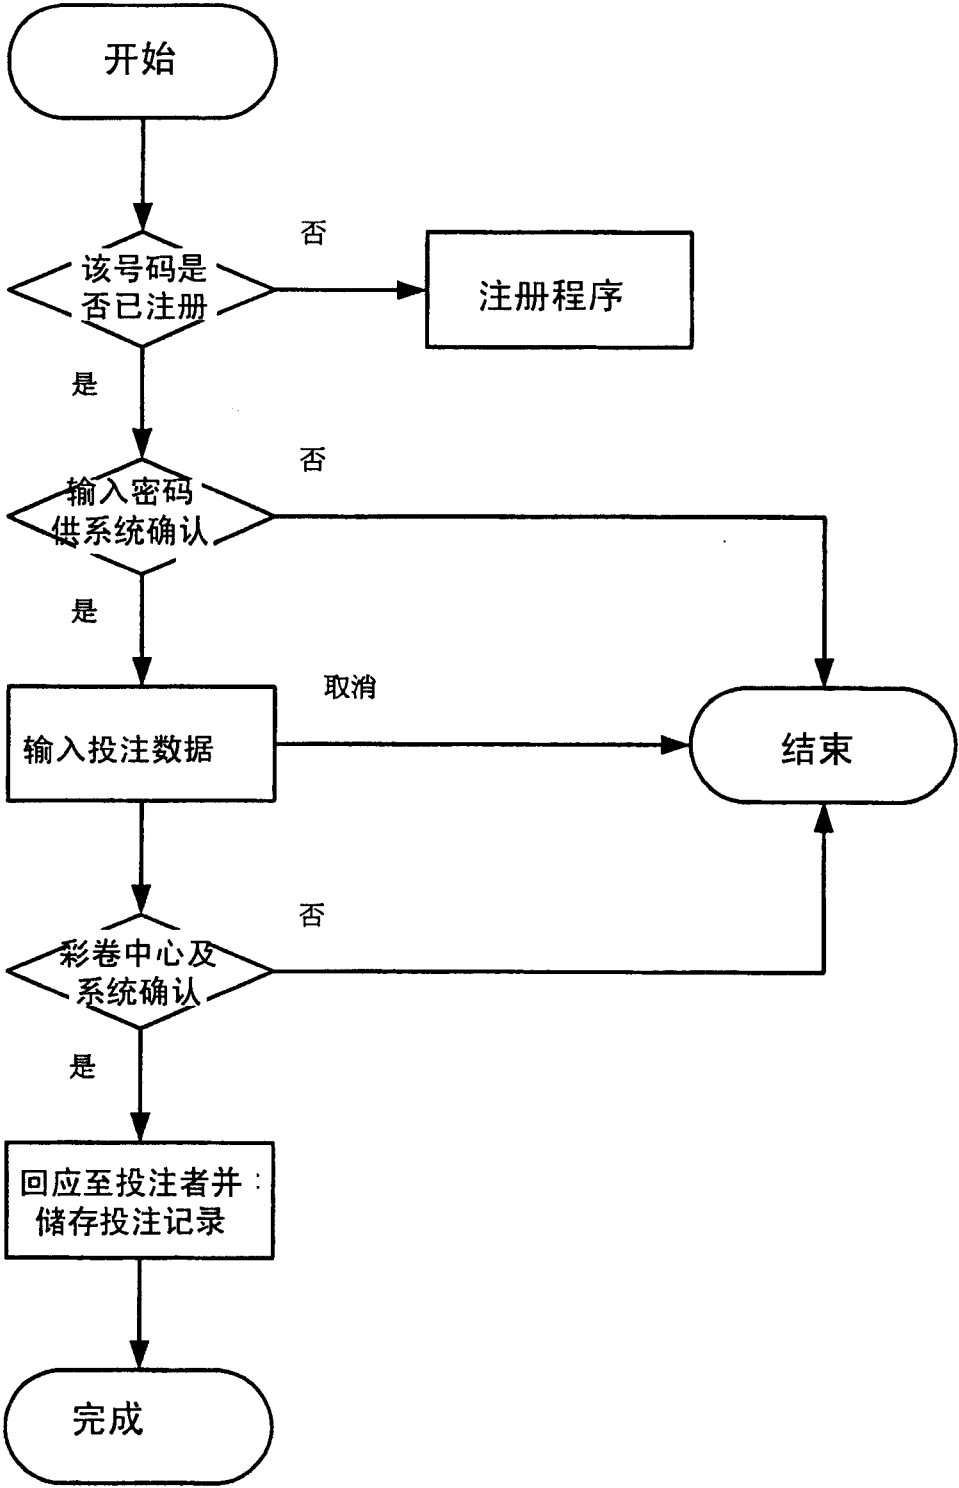 开始
否
该号码是
否已注册
注册程序
是
否
输入密码
供系统确认
是
取消
输入投注数据
结束
否
彩卷中心及
系统确认
是
回应至投注者并
储存投注记录
完成